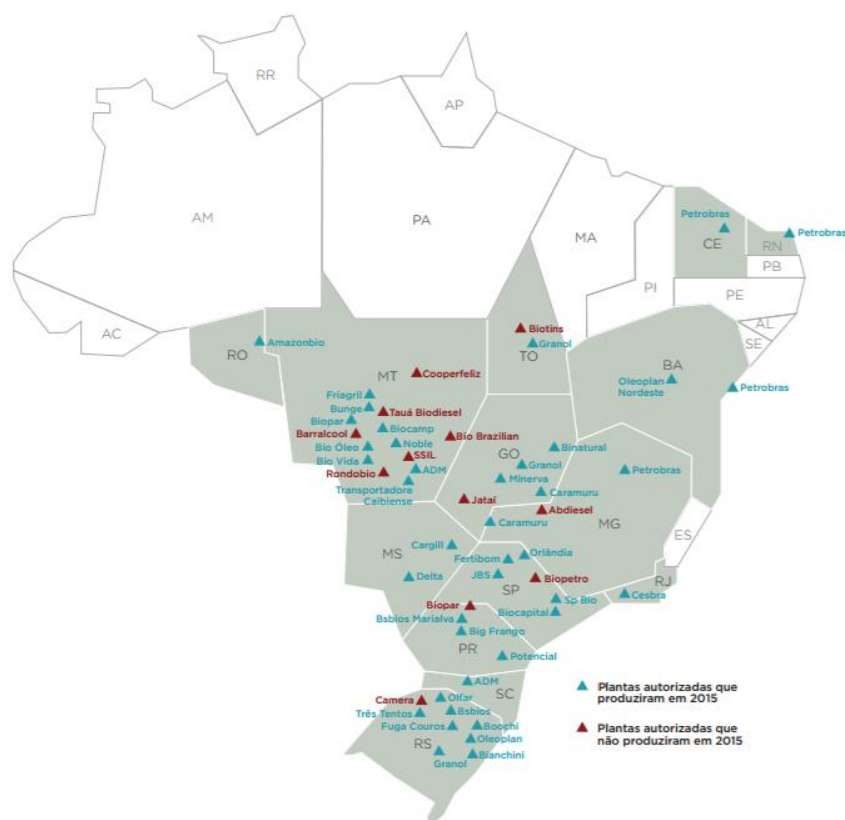 RR
AP
AM
PA
MA
Petrobras
CE
RN
Petrobras
PB
PI
PE
AL
SE
AC
RO
Amazonbio
MT
Cooperfeliz
Biotins
Granol
TO
BA
Oleoplan
Nordeste
Petrobras
Friagril
Bunge
Tauá Biodiesel
Biopar
Biocamp
Barralcool
Bio Brazilian
Noble
Bio Óleo
SSIL
Bio Vida
ADM
Rondobio
Transportadora
Caibiense
GO
Binatural
Granol
Minerva
Petrobras
Caramuru
Jataí
Abdiesel
Caramuru
MG
ES
MS
Cargill
Orlândia
Fertibom
JBS
Biopetro
SP
RJ
Delta
Sp Bio
Cesbra
Biopar
Biocapital
Bsbios Marialva
Big Frango
PR
Potencial
ADM
SC
Camera
Olfar
Três Tentos
Bsbios
Fuga Couros
Boochi
Oleoplan
RS
Granol
Bianchini
Plantas autorizadas que
produziram em 2015
Plantas autorizadas que
não produziram em 2015